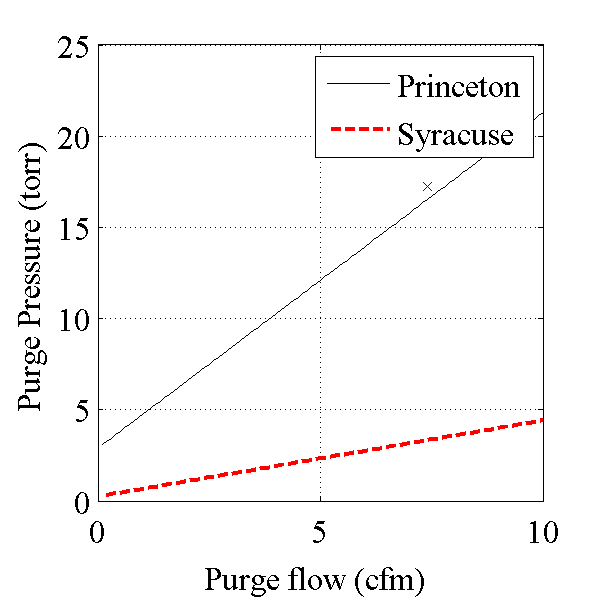 25
20
15
10
5
0
0
5
10
Purge Pressure (torr)
Purge flow (cfm)
Princeton
Syracuse